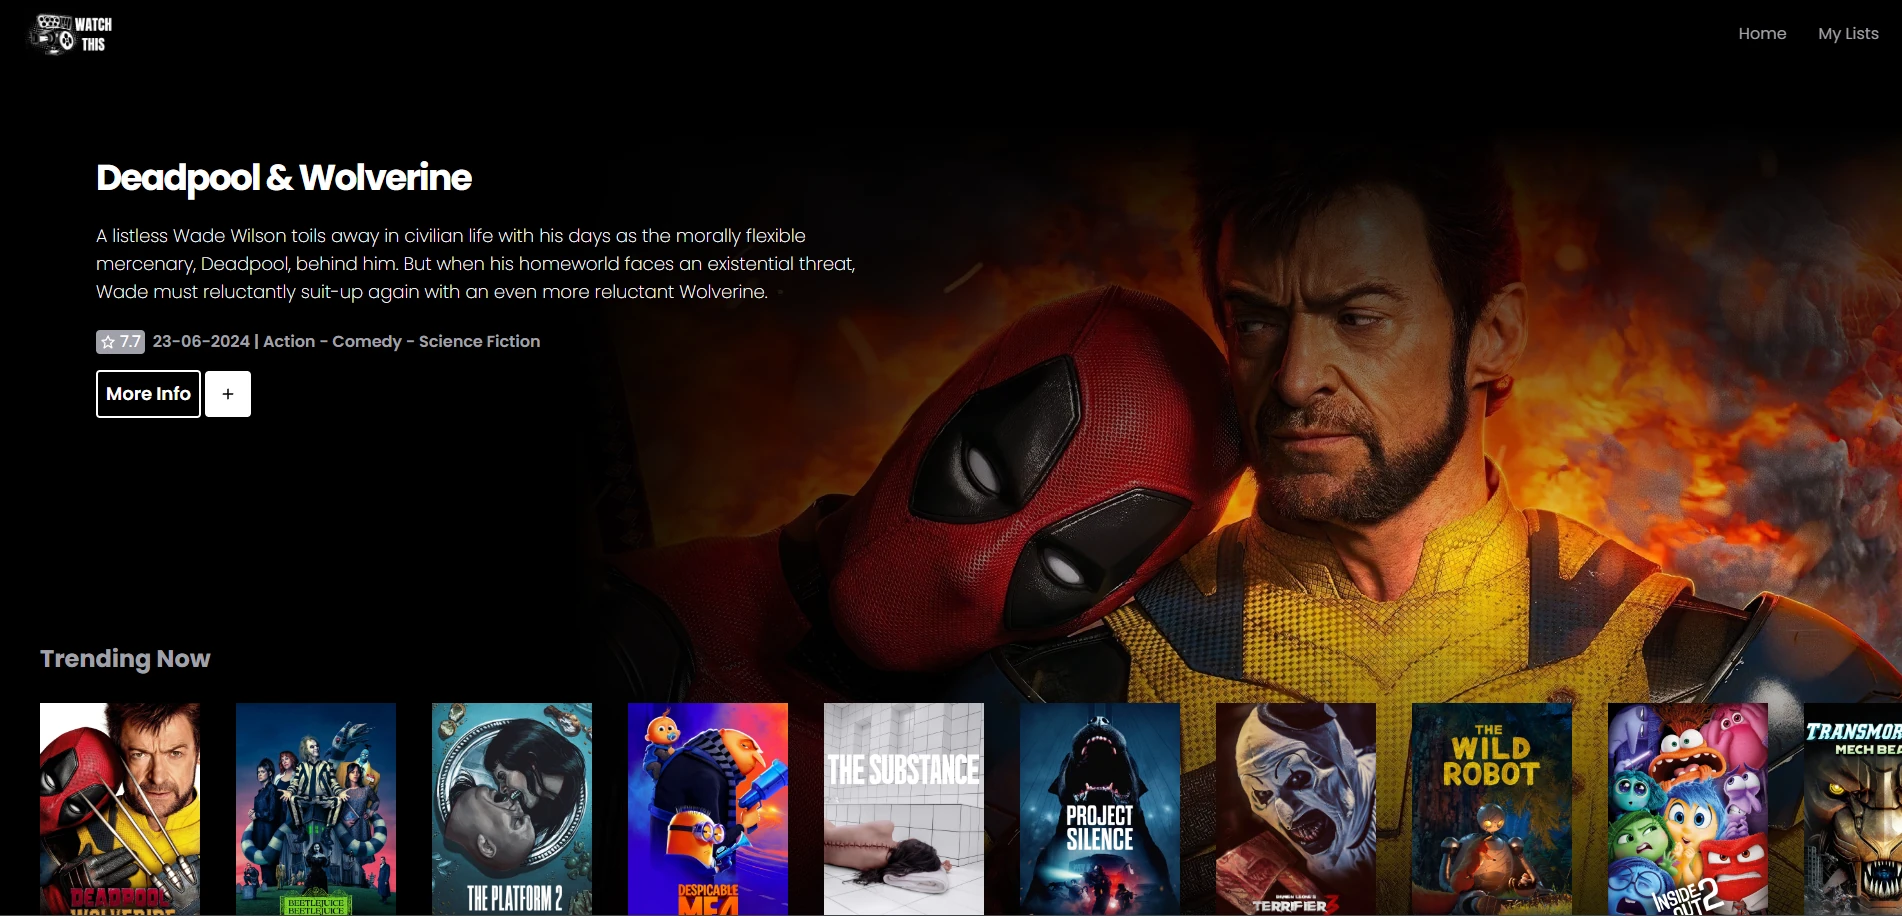 WATCH
THIS
Home
My Lists
Deadpool & Wolverine
A listless Wade Wilson toils away in civilian life with his days as the morally flexible
mercenary, Deadpool, behind him. But when his homeworld faces an existential threat,
Wade must reluctantly suit-up again with an even more reluctant Wolverine.
7.7 23-06-2024 | Action - Comedy - Science Fiction
More Info +
Trending Now
DEADPOOL
WOLVERINE
BEETLEJUICE
BEETLEJUICE
THE PLATFORM 2
DESPICABLE
ME 4
THE SUBSTANCE
PROJECT
SILENCE
DAMIEN LEONE'S
TERRIFIER 3
THE
WILD
ROBOT
INSIDE
OUT 2
TRANSMOR
MECH BEA